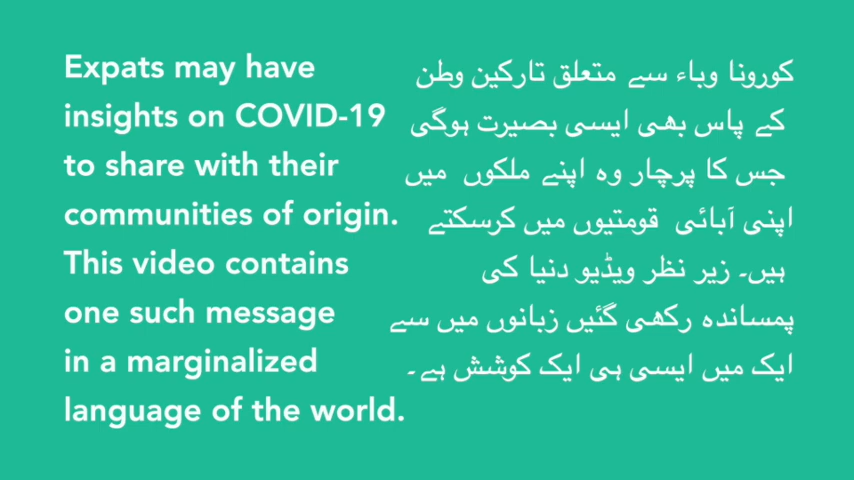 Expats may have
insights on COVID-19
to share with their
communities of origin.
This video contains
one such message
in a marginalized
language of the world.
کورونا وباء سے متعلق تارکین وطن
کے پاس بھی ایسی بصیرت ہوگی
جس کا پرچار وہ اپنے ملکوں میں
اپنی آبائی قومتیوں میں کرسکتے
ہیں۔ زیر نظر ویڈیو دنیا کی
پمساندہ رکھی گئیں زبانوں میں سے
ایک میں ایسی ہی ایک کوشش ہے۔